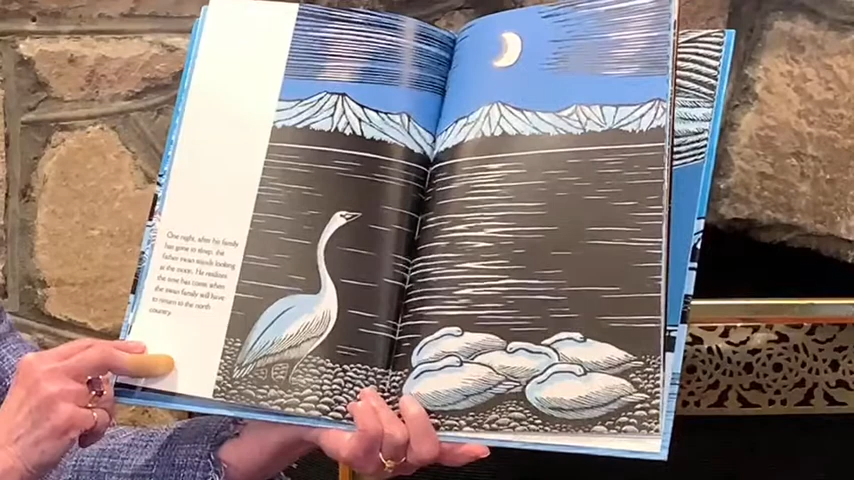 One night, after his family
has gone to sleep, the
father swan stands looking
at the moon. He realizes
the time has come when
the swan family will have
to return to the north
country.